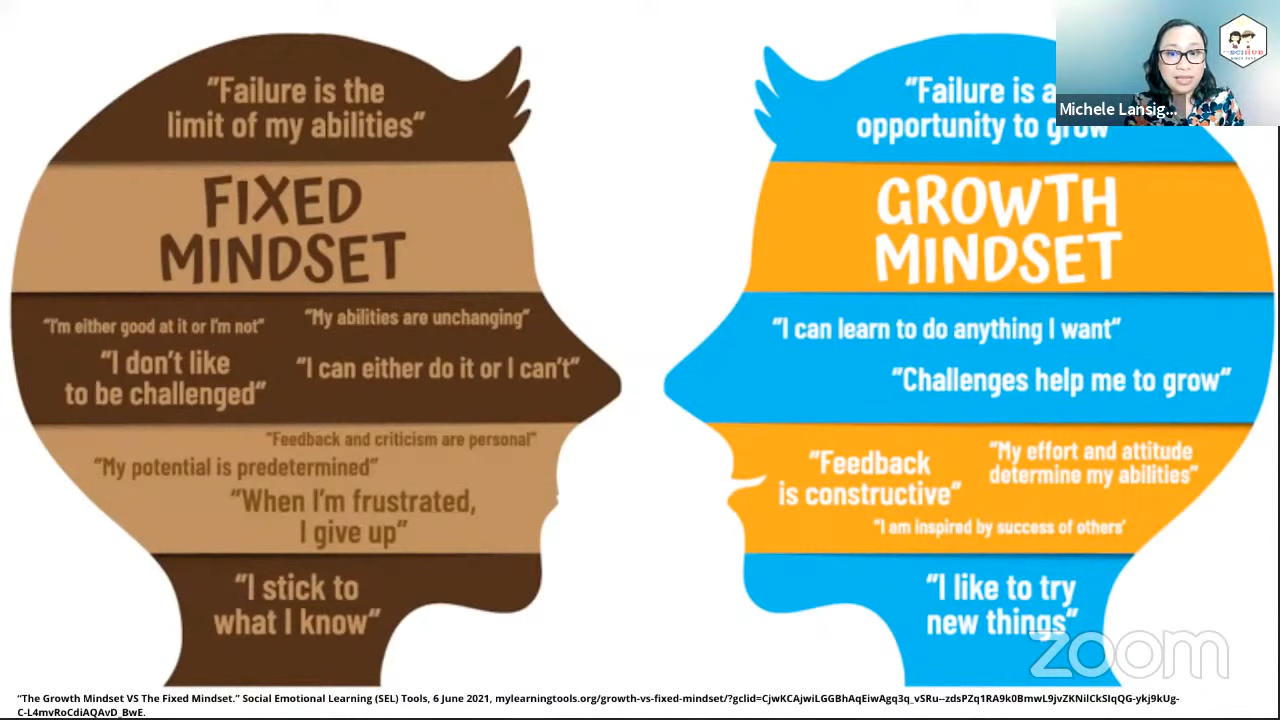 "Failure is the
limit of my abilities"
FIXED
MINDSET
"I'm either good at it or I'm not"
"My abilities are unchanging"
"I don't like
to be challenged"
"I can either do it or I can't"
"Feedback and criticism are personal"
"My potential is predetermined"
"When I'm frustrated,
I give up"
"I stick to
what I know"
"Failure is a
opportunity to grow"
GROWTH
MINDSET
"I can learn to do anything I want"
"Challenges help me to grow"
"Feedback
is constructive"
"My effort and attitude
determine my abilities"
"I am inspired by success of others'
"I like to try
new things"
Michele Lansig...
SCIHUB
zoom
"The Growth Mindset VS The Fixed Mindset." Social Emotional Learning (SEL) Tools, 6 June 2021, mylearningtools.org/growth-vs-fixed-mindset/?gclid=CjwKCAjwiLGGBhAqEiwAgq3q_vSRu--zdsPZq1RA9k0BmwL9jvZKNilCkSIqQG-ykj9kUg-
C-L4mvRoCdiAQAvD_BwE.